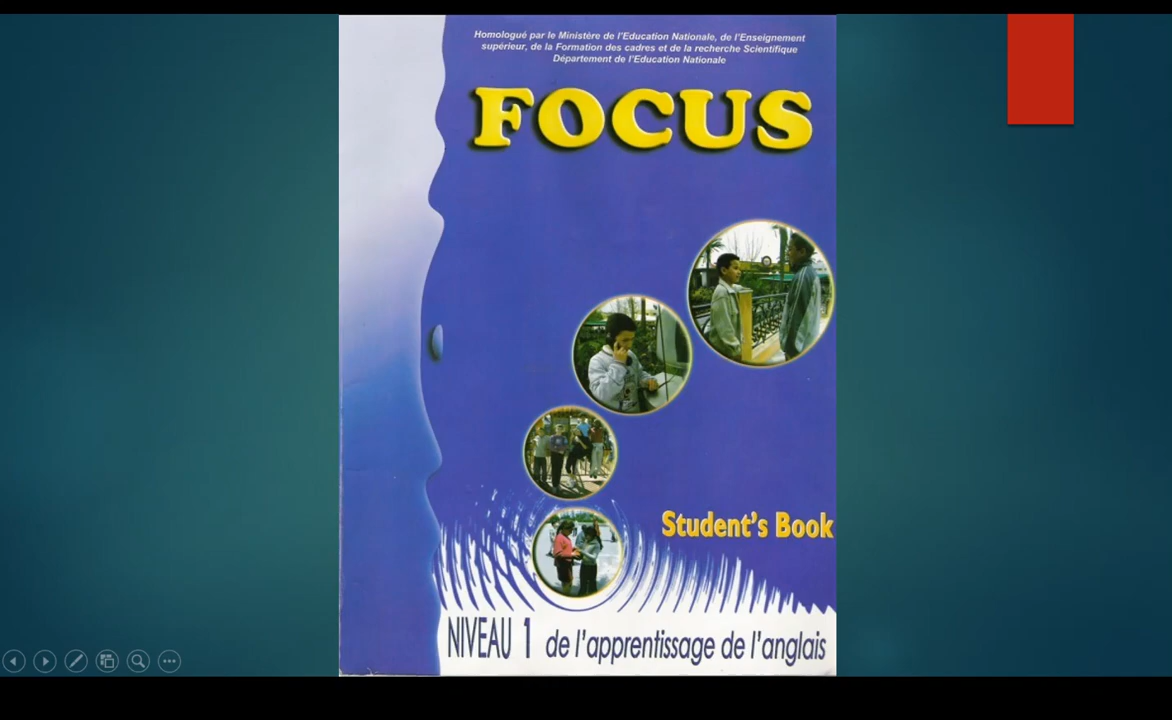 Homologué par le Ministère de l'Education Nationale, de l'Enseignement
supérieur, de la Formation des cadres et de la recherche Scientifique
Département de l'Education Nationale
FOCUS
Student's Book
NIVEAU 1 de l'apprentissage de l'anglais